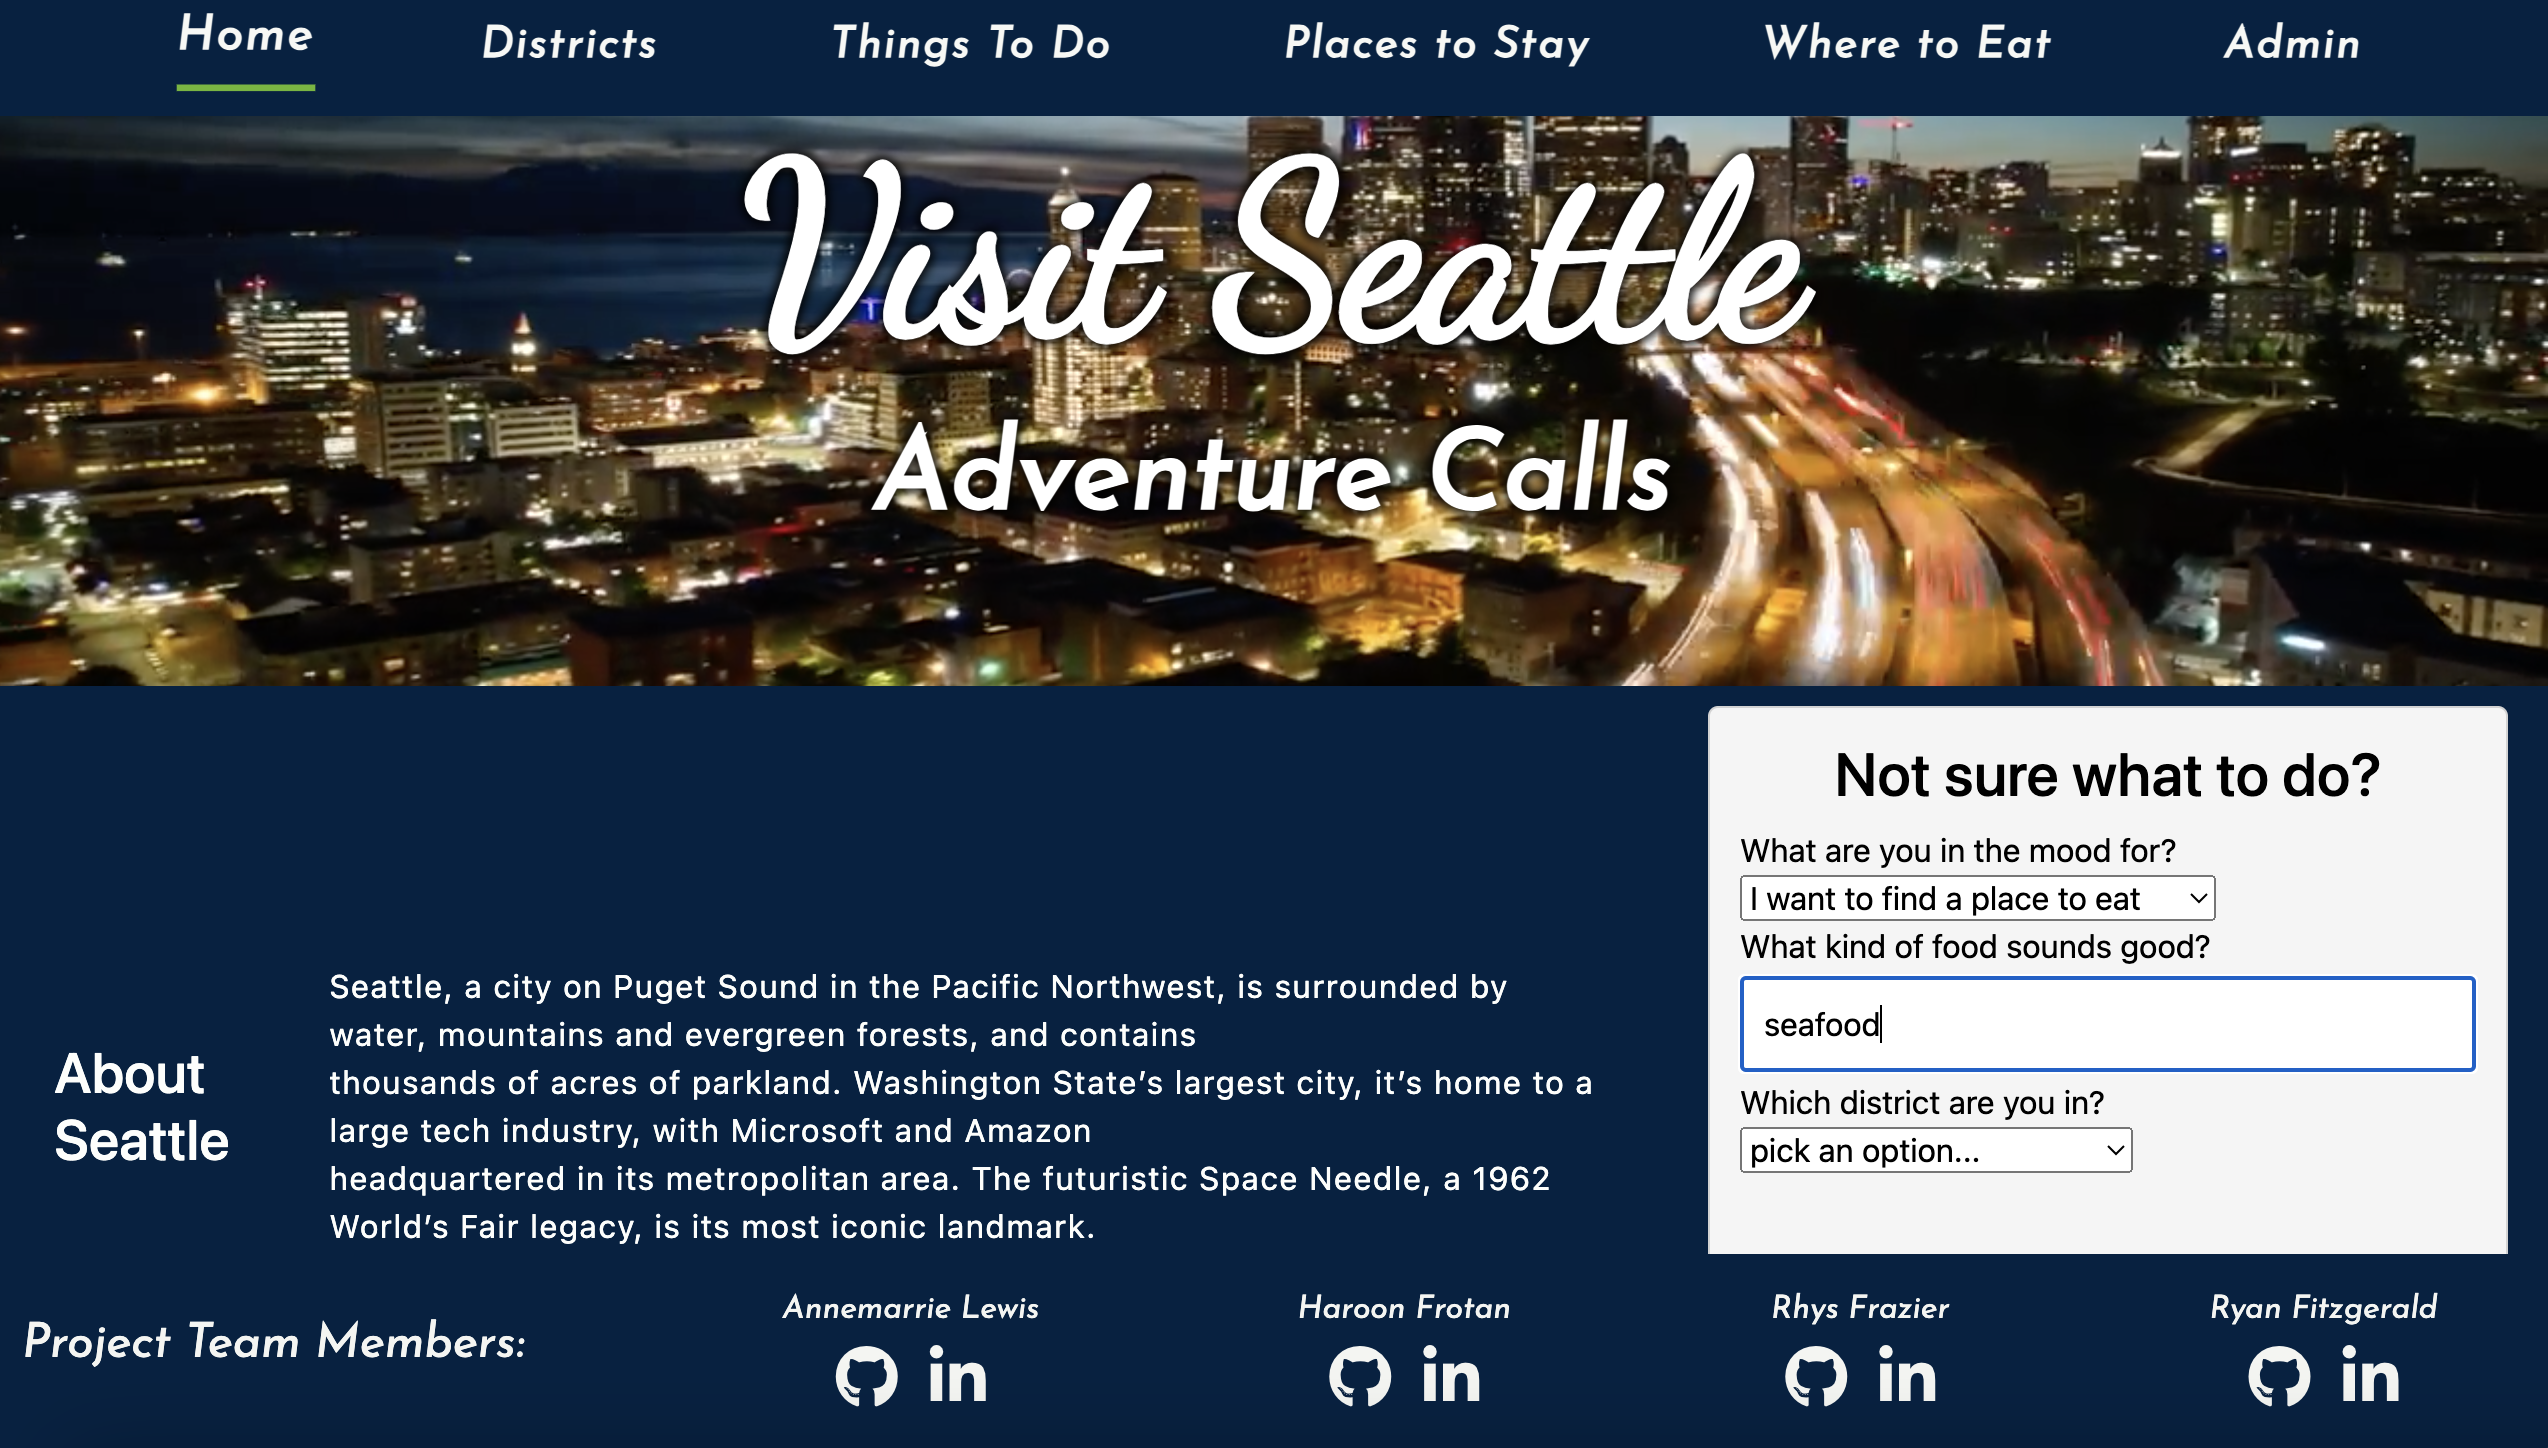 Home
Districts
Things To Do
Places to Stay
Where to Eat
Admin
Visit Seattle
Adventure Calls
About
Seattle
Seattle, a city on Puget Sound in the Pacific Northwest, is surrounded by
water, mountains and evergreen forests, and contains
thousands of acres of parkland. Washington State’s largest city, it’s home to a
large tech industry, with Microsoft and Amazon
headquartered in its metropolitan area. The futuristic Space Needle, a 1962
World’s Fair legacy, is its most iconic landmark.
Not sure what to do?
What are you in the mood for?
I want to find a place to eat
What kind of food sounds good?
seafood
Which district are you in?
pick an option...
Project Team Members:
Annemarrie Lewis
in
Haroon Frotan
in
Rhys Frazier
in
Ryan Fitzgerald
in